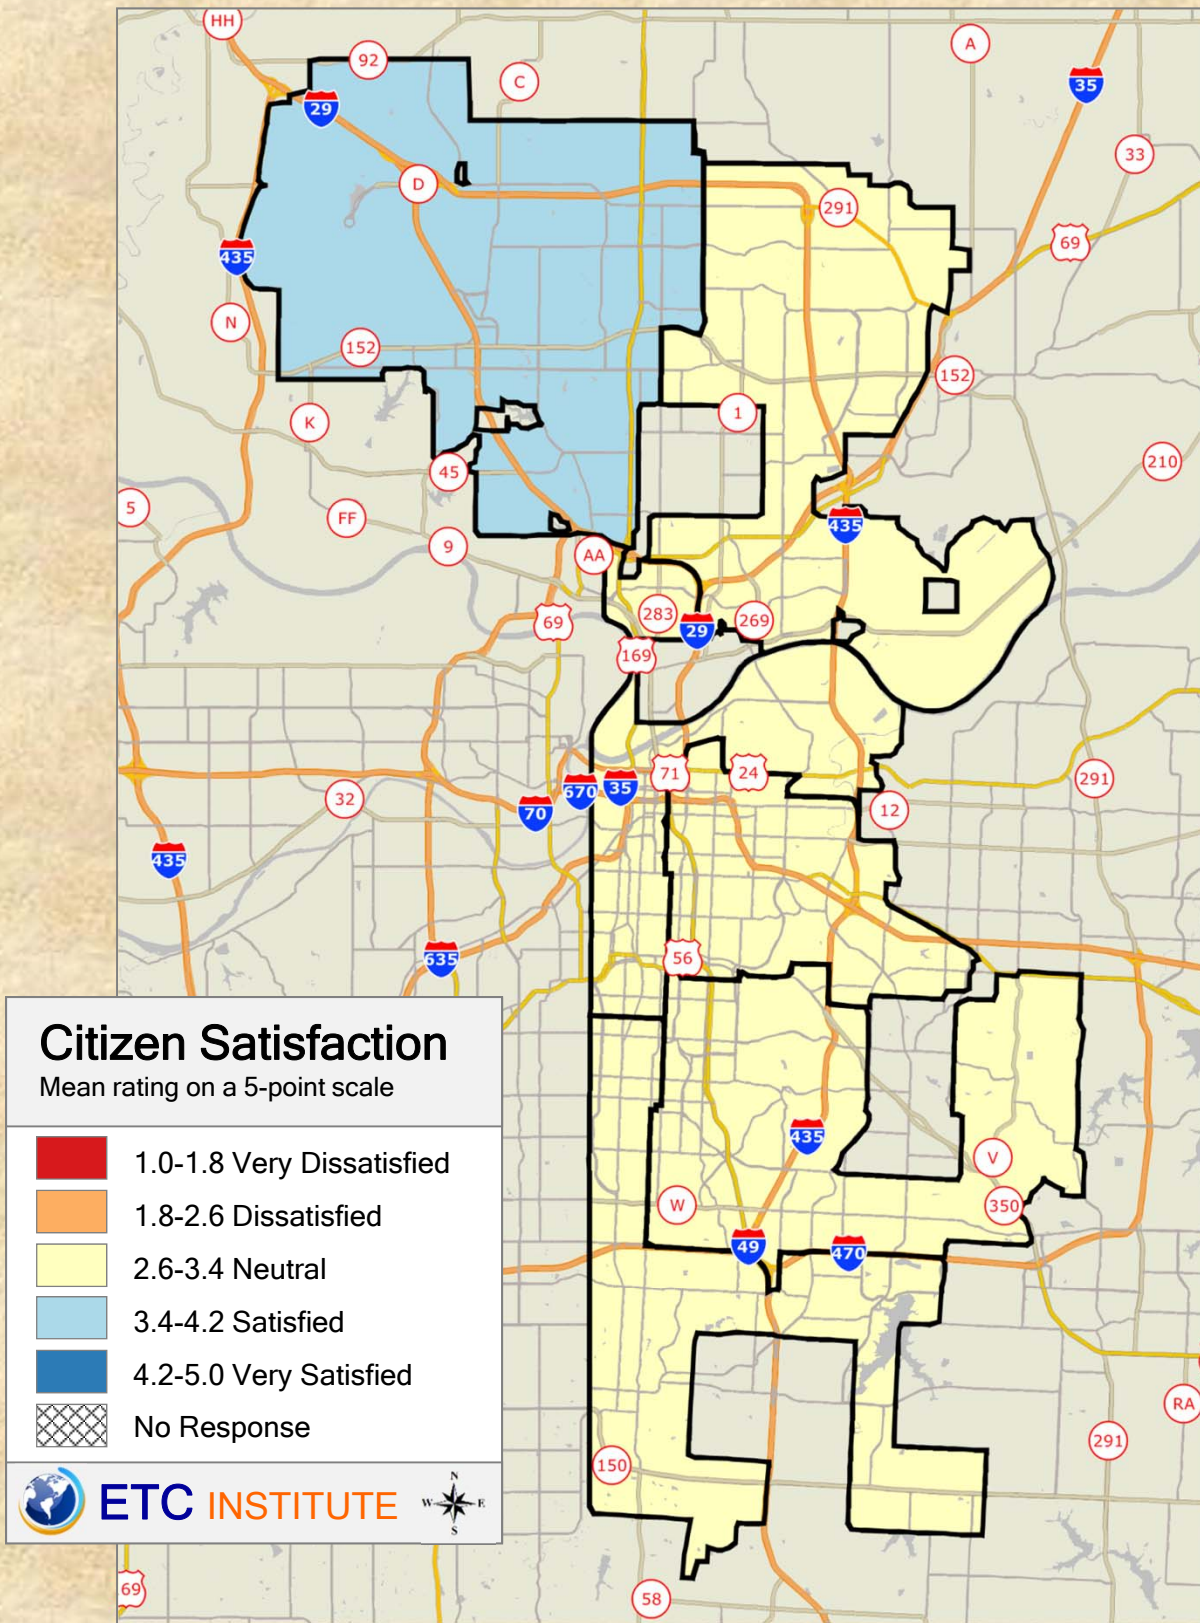 HH
92
C
A
29
35
33
D
291
69
435
N
152
152
K
1
45
210
5
FF
435
9
AA
283
269
69
29
169
71
24
670
35
291
32
70
12
435
56
635
Citizen Satisfaction
Mean rating on a 5-point scale
1.0-1.8 Very Dissatisfied
1.8-2.6 Dissatisfied
2.6-3.4 Neutral
3.4-4.2 Satisfied
4.2-5.0 Very Satisfied
No Response
ETC INSTITUTE
N
W E
S
435
V
W
350
49
470
RA
291
150
69
58